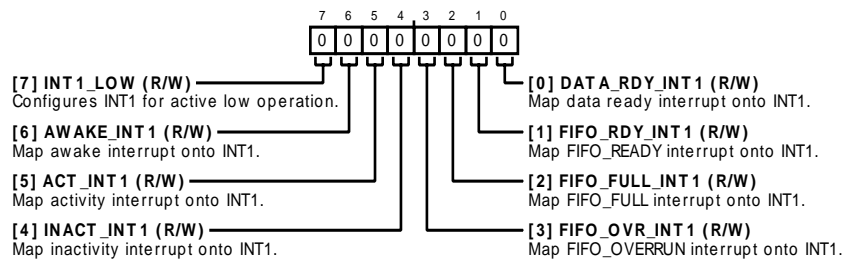 7 6 5 4 3 2 1 0
0 0 0 0 0 0 0 0
[7] INT1_LOW (R/W)
Configures INT1 for active low operation.
[6] AWAKE_INT1 (R/W)
Map awake interrupt onto INT1.
[5] ACT_INT1 (R/W)
Map activity interrupt onto INT1.
[4] INACT_INT1 (R/W)
Map inactivity interrupt onto INT1.
[0] DATA_RDY_INT1 (R/W)
Map data ready interrupt onto INT1.
[1] FIFO_RDY_INT1 (R/W)
Map FIFO_READY interrupt onto INT1.
[2] FIFO_FULL_INT1 (R/W)
Map FIFO_FULL interrupt onto INT1.
[3] FIFO_OVR_INT1 (R/W)
Map FIFO_OVERRUN interrupt onto INT1.